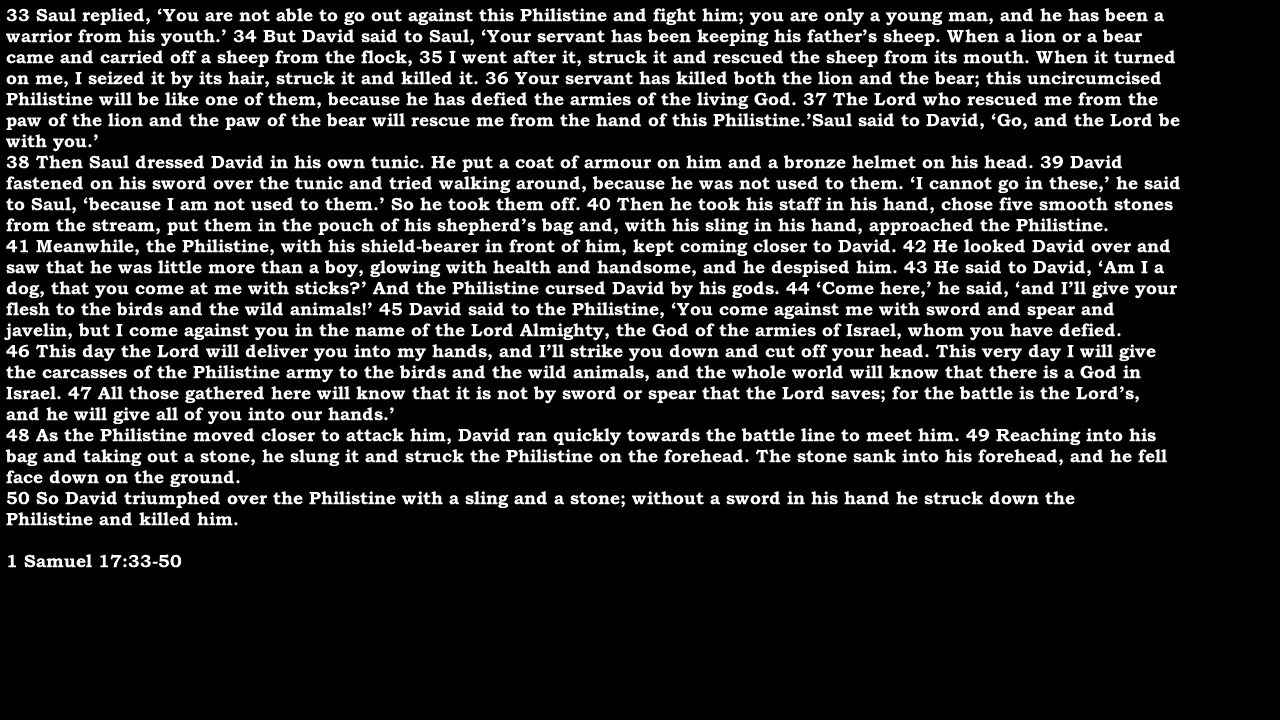 33 Saul replied, ‘You are not able to go out against this Philistine and fight him; you are only a young man, and he has been a
warrior from his youth.’ 34 But David said to Saul, ‘Your servant has been keeping his father’s sheep. When a lion or a bear
came and carried off a sheep from the flock, 35 I went after it, struck it and rescued the sheep from its mouth. When it turned
on me, I seized it by its hair, struck it and killed it. 36 Your servant has killed both the lion and the bear; this uncircumcised
Philistine will be like one of them, because he has defied the armies of the living God. 37 The Lord who rescued me from the
paw of the lion and the paw of the bear will rescue me from the hand of this Philistine.’Saul said to David, ‘Go, and the Lord be
with you.’
38 Then Saul dressed David in his own tunic. He put a coat of armour on him and a bronze helmet on his head. 39 David
fastened on his sword over the tunic and tried walking around, because he was not used to them. ‘I cannot go in these,’ he said
to Saul, ‘because I am not used to them.’ So he took them off. 40 Then he took his staff in his hand, chose five smooth stones
from the stream, put them in the pouch of his shepherd’s bag and, with his sling in his hand, approached the Philistine.
41 Meanwhile, the Philistine, with his shield-bearer in front of him, kept coming closer to David. 42 He looked David over and
saw that he was little more than a boy, glowing with health and handsome, and he despised him. 43 He said to David, ‘Am I a
dog, that you come at me with sticks?’ And the Philistine cursed David by his gods. 44 ‘Come here,’ he said, ‘and I’ll give your
flesh to the birds and the wild animals!’ 45 David said to the Philistine, ‘You come against me with sword and spear and
javelin, but I come against you in the name of the Lord Almighty, the God of the armies of Israel, whom you have defied.
46 This day the Lord will deliver you into my hands, and I’ll strike you down and cut off your head. This very day I will give
the carcasses of the Philistine army to the birds and the wild animals, and the whole world will know that there is a God in
Israel. 47 All those gathered here will know that it is not by sword or spear that the Lord saves; for the battle is the Lord’s,
and he will give all of you into our hands.’
48 As the Philistine moved closer to attack him, David ran quickly towards the battle line to meet him. 49 Reaching into his
bag and taking out a stone, he slung it and struck the Philistine on the forehead. The stone sank into his forehead, and he fell
face down on the ground.
50 So David triumphed over the Philistine with a sling and a stone; without a sword in his hand he struck down the
Philistine and killed him.

1 Samuel 17:33-50